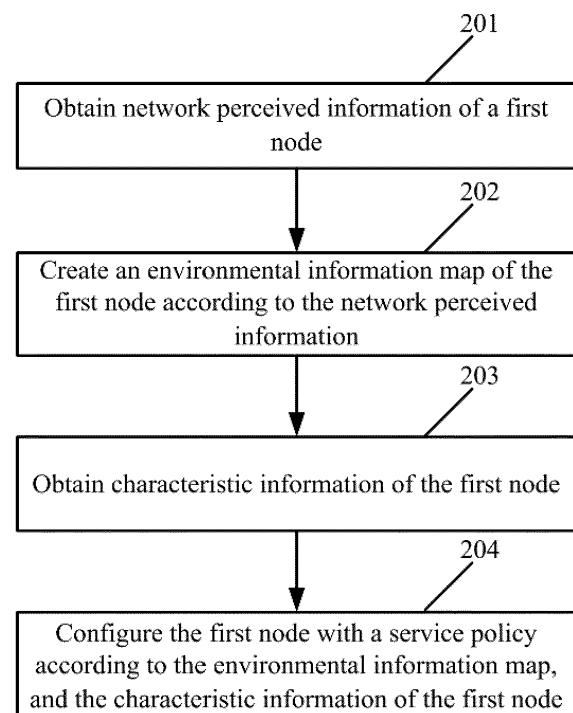 201
Obtain network perceived information of a first
node
202
Create an environmental information map of the
first node according to the network perceived
information
203
Obtain characteristic information of the first node
204
Configure the first node with a service policy
according to the environmental information map,
and the characteristic information of the first node